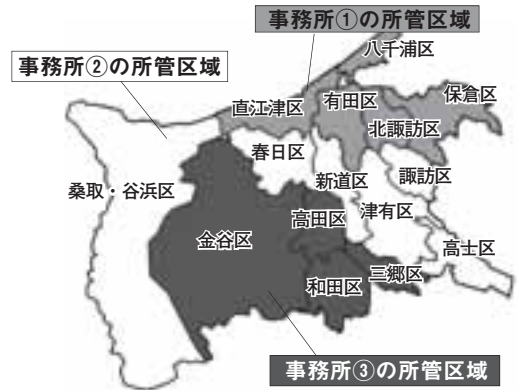 事務所①の所管区域
八千浦区
事務所②の所管区域
保倉区
直江津区
有田区
北諏訪区
春日区
諏訪区
新道区
桑取・谷浜区
津有区
高田区
金谷区
高士区
三郷区
和田区
事務所③の所管区域